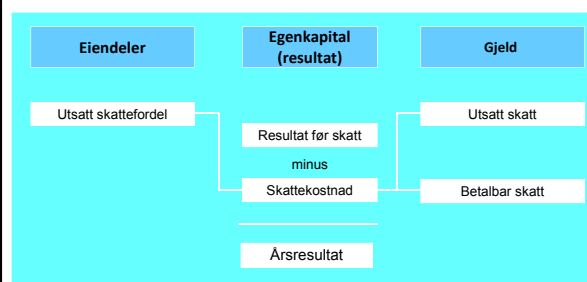 Eiendeler
Egenkapital
(resultat)
Gjeld
Utsatt skattefordel
Resultat før skatt
minus
Skattekostnad
Årsresultat
Utsatt skatt
Betalbar skatt